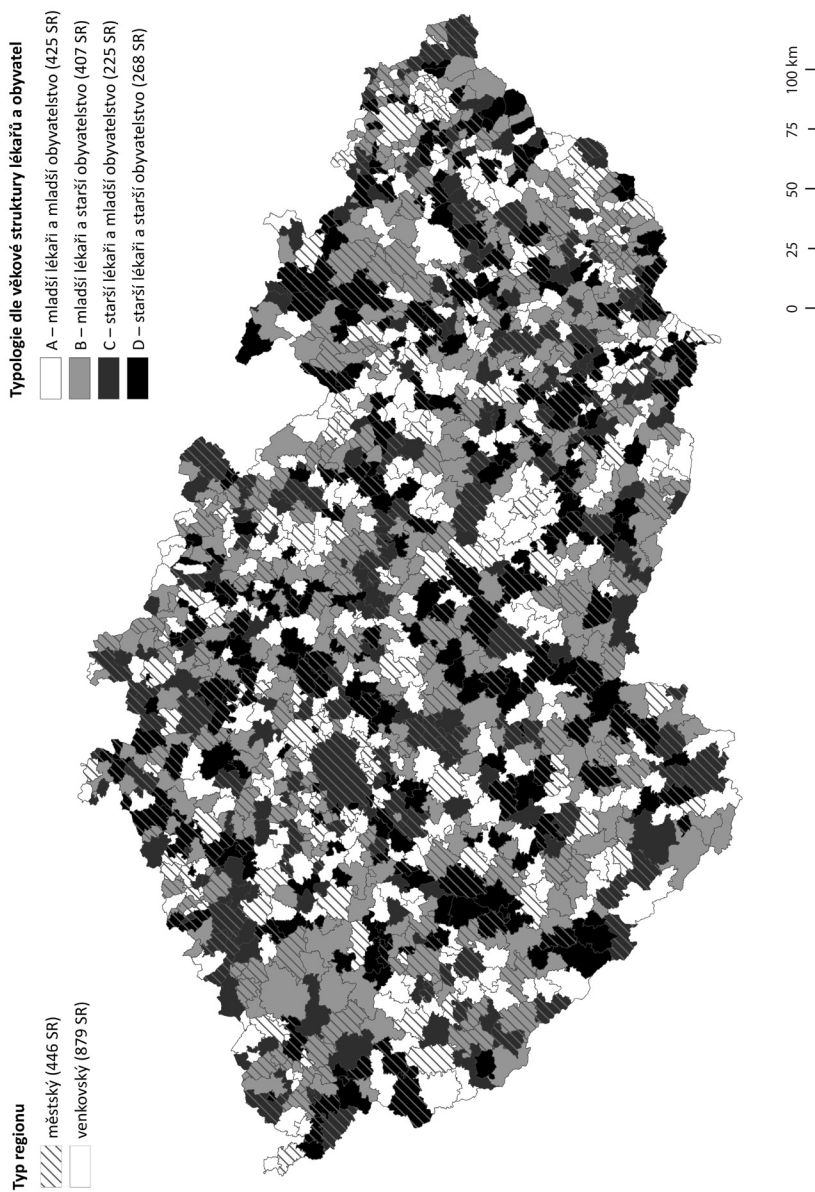 Typ regionu
městský (446 SR)
venkovský (879 SR)
Typologie dle věkové struktury lékařů a obyvatel
A – mladší lékaři a mladší obyvatelstvo (425 SR)
B – mladší lékaři a starší obyvatelstvo (407 SR)
C – starší lékaři a mladší obyvatelstvo (225 SR)
D – starší lékaři a starší obyvatelstvo (268 SR)
0 25 50 75 100 km